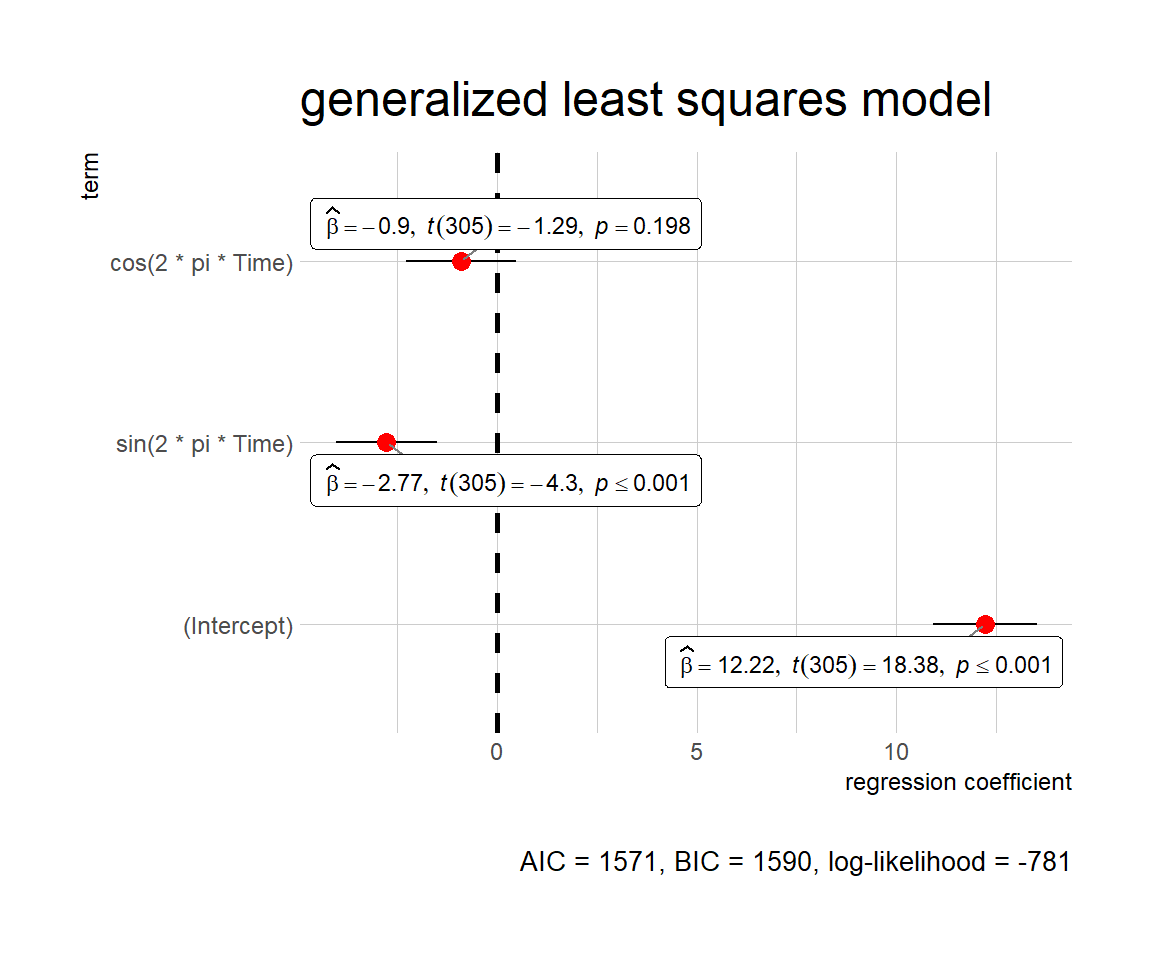 generalized least squares model
term
β̂ = −0.9, t(305) = −1.29, p = 0.198
cos(2 * pi * Time)
sin(2 * pi * Time)
β̂ = −2.77, t(305) = −4.3, p ≤ 0.001
(Intercept)
β̂ = 12.22, t(305) = 18.38, p ≤ 0.001
0 5 10
regression coefficient
AIC = 1571, BIC = 1590, log-likelihood = -781